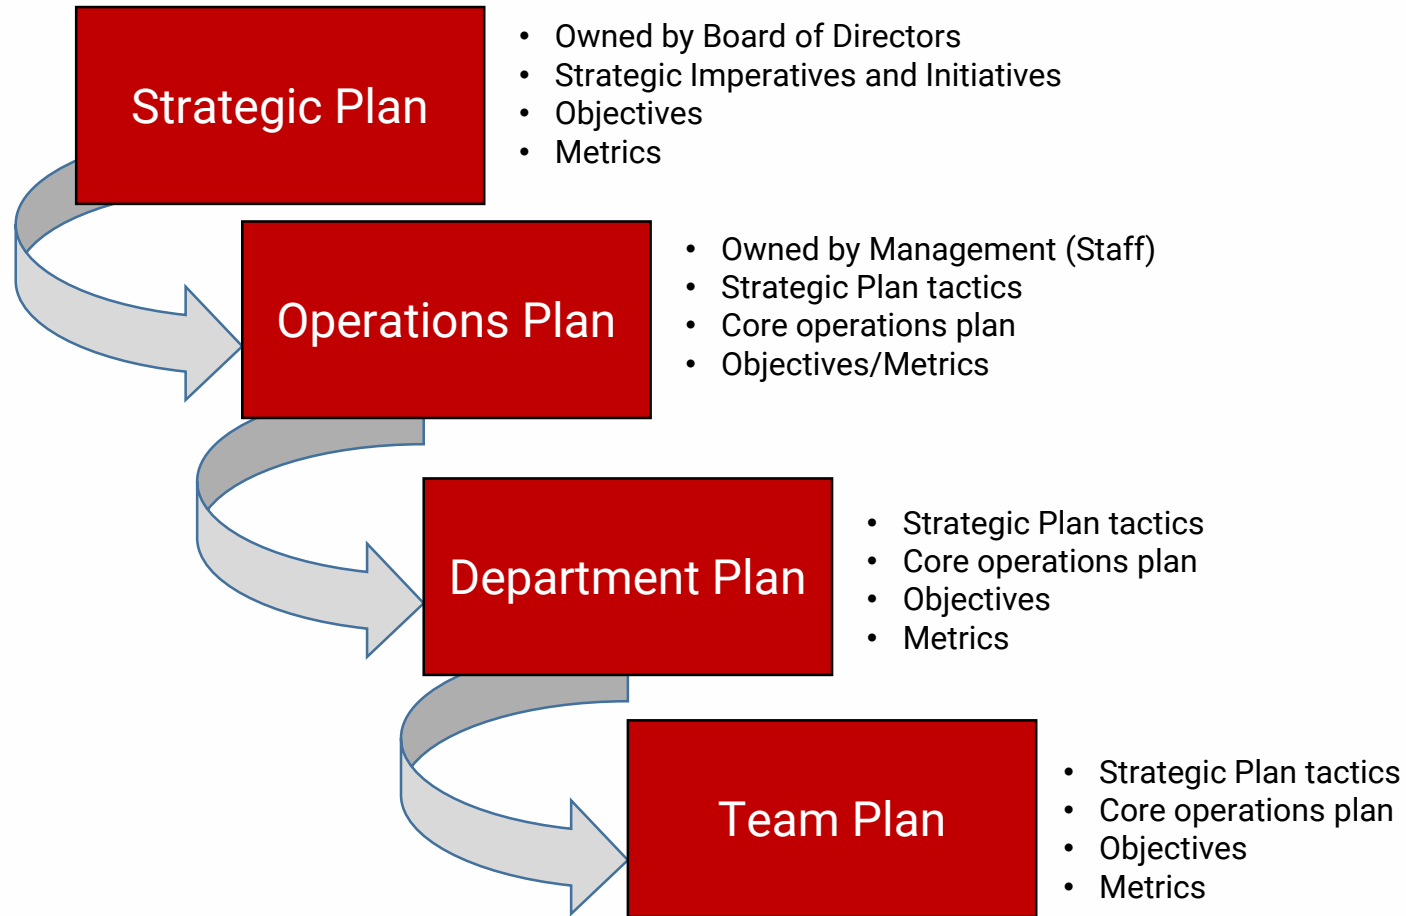 Strategic Plan
• Owned by Board of Directors
• Strategic Imperatives and Initiatives
• Objectives
• Metrics
Operations Plan
• Owned by Management (Staff)
• Strategic Plan tactics
• Core operations plan
• Objectives/Metrics
Department Plan
• Strategic Plan tactics
• Core operations plan
• Objectives
• Metrics
Team Plan
• Strategic Plan tactics
• Core operations plan
• Objectives
• Metrics